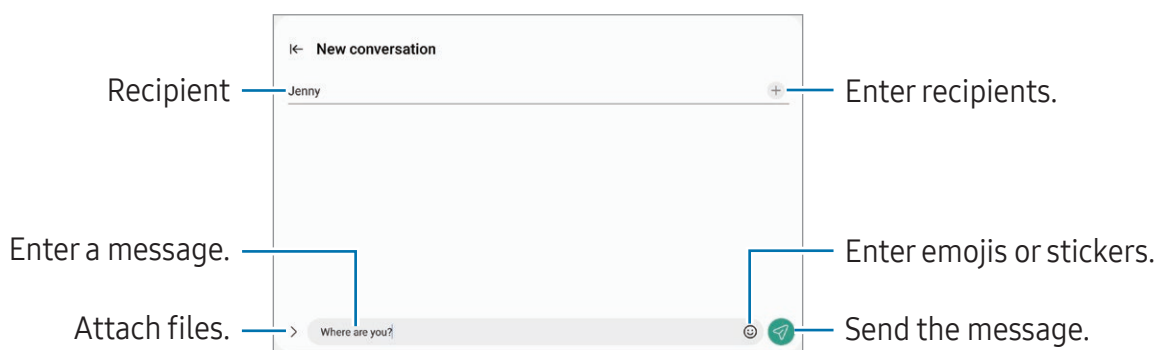 New conversation
Recipient
Jenny
Enter recipients.
Enter a message.
Enter emojis or stickers.
Attach files.
Where are you?
Send the message.